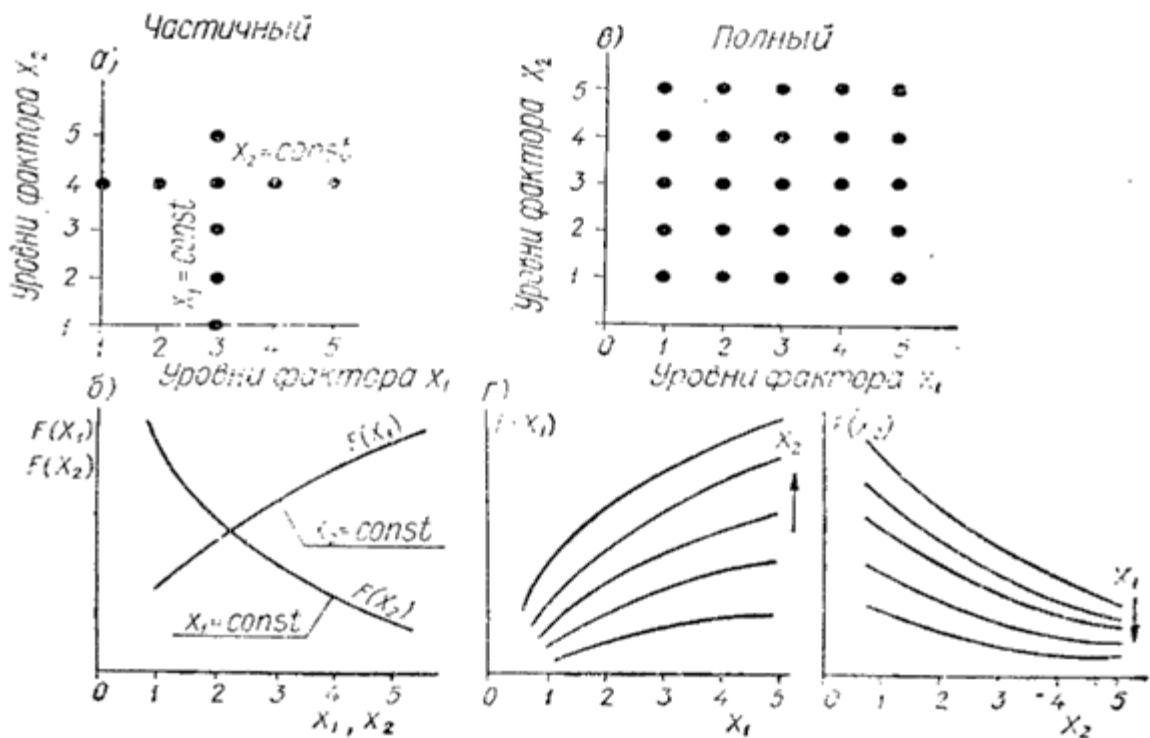 Частичный
а)
Уровни фактора X₂
5
4
3
2
1
X₂=const
X₁=const
1 2 3 4 5
Уровни фактора X₁
в) Полный
Уровни фактора X₂
5
4
3
2
1
0 1 2 3 4 5
Уровни фактора X₁
б)
F(X₁)
F(X₂)
F(X₁)
=const
X₁=const
F(X₂)
0 1 2 3 4 5
X₁, X₂
г)
X₂
0 1 2 3 4 5
X₁
X₁
0 1 2 3 4 5
X₂